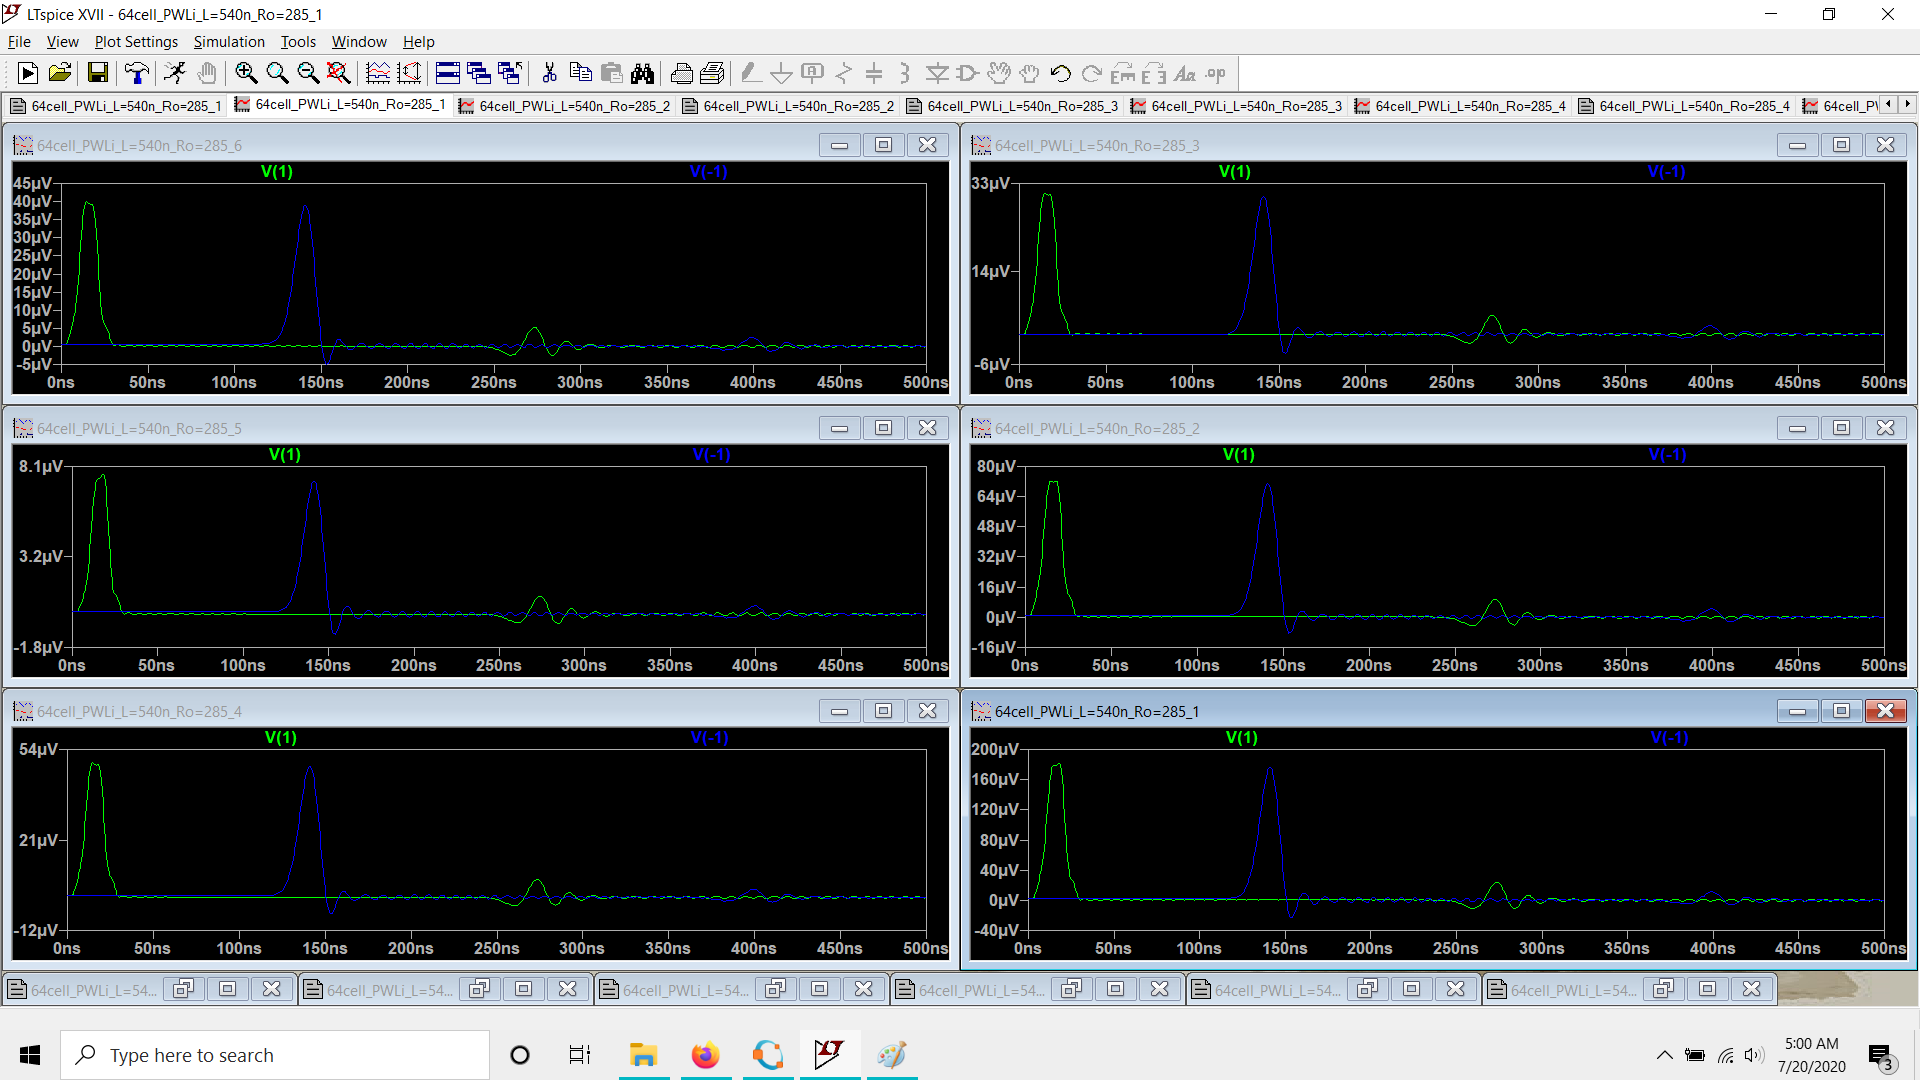 LTspice XVII - 64cell_PWLi_L=540n_Ro=285_1
File View Plot Settings Simulation Tools Window Help
.op
64cell_PWLi_L=540n_Ro=285_1 64cell_PWLi_L=540n_Ro=285_1 64cell_PWLi_L=540n_Ro=285_2 64cell_PWLi_L=540n_Ro=285_2 64cell_PWLi_L=540n_Ro=285_3 64cell_PWLi_L=540n_Ro=285_3 64cell_PWLi_L=540n_Ro=285_4 64cell_PWLi_L=540n_Ro=285_4 64cell_P
64cell_PWLi_L=540n_Ro=285_6
V(1) V(-1)
45µV
40µV
35µV
30µV
25µV
20µV
15µV
10µV
5µV
0µV
-5µV
0ns 50ns 100ns 150ns 200ns 250ns 300ns 350ns 400ns 450ns 500ns
64cell_PWLi_L=540n_Ro=285_3
V(1) V(-1)
33µV
14µV
-6µV
0ns 50ns 100ns 150ns 200ns 250ns 300ns 350ns 400ns 450ns 500ns
64cell_PWLi_L=540n_Ro=285_5
V(1) V(-1)
8.1µV
3.2µV
-1.8µV
0ns 50ns 100ns 150ns 200ns 250ns 300ns 350ns 400ns 450ns 500ns
64cell_PWLi_L=540n_Ro=285_2
V(1) V(-1)
80µV
64µV
48µV
32µV
16µV
0µV
-16µV
0ns 50ns 100ns 150ns 200ns 250ns 300ns 350ns 400ns 450ns 500ns
64cell_PWLi_L=540n_Ro=285_4
V(1) V(-1)
54µV
21µV
-12µV
0ns 50ns 100ns 150ns 200ns 250ns 300ns 350ns 400ns 450ns 500ns
64cell_PWLi_L=540n_Ro=285_1
V(1) V(-1)
200µV
160µV
120µV
80µV
40µV
0µV
-40µV
0ns 50ns 100ns 150ns 200ns 250ns 300ns 350ns 400ns 450ns 500ns
64cell_PWLi_L=54... 64cell_PWLi_L=54... 64cell_PWLi_L=54... 64cell_PWLi_L=54... 64cell_PWLi_L=54... 64cell_PWLi_L=54...
Type here to search
5:00 AM
7/20/2020
3